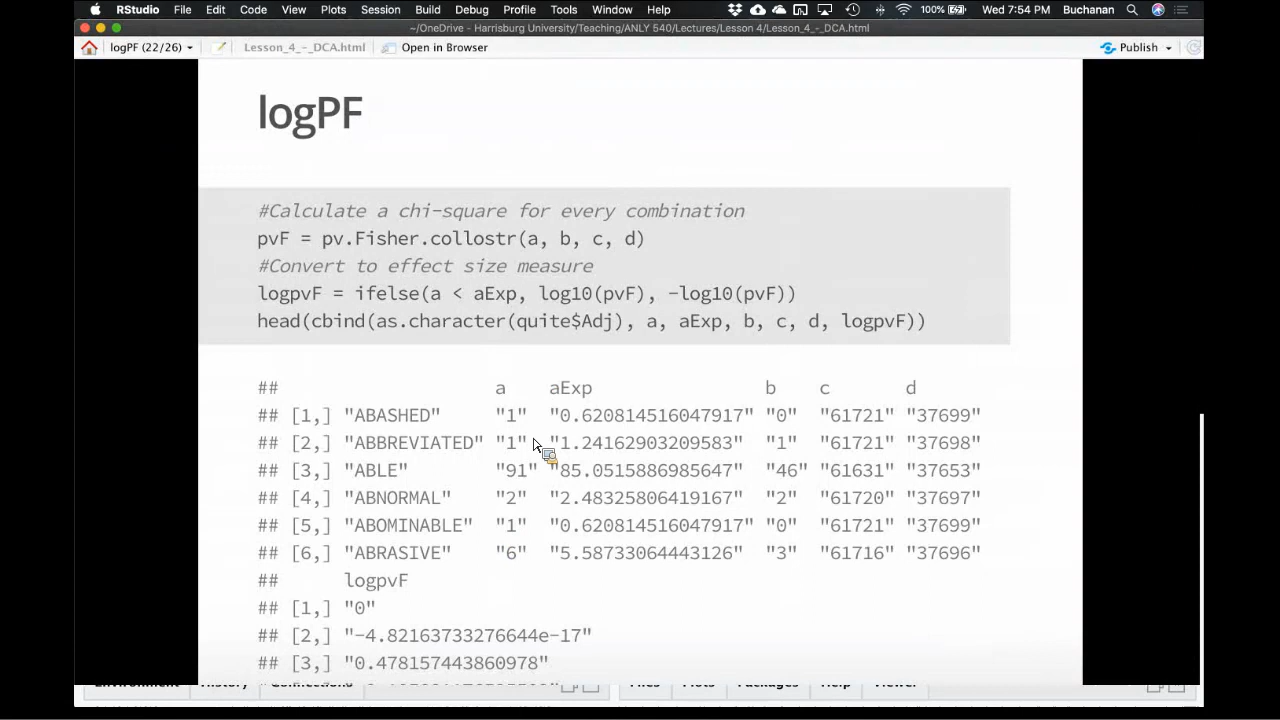 RStudio File Edit Code View Plots Session Build Debug Profile Tools Window Help 100% Wed 7:54 PM Buchanan
~/OneDrive - Harrisburg University/Teaching/ANLY 540/Lectures/Lesson 4/Lesson_4_-_DCA.html
logPF (22/26) Lesson_4_-_DCA.html Open in Browser Publish
logPF
#Calculate a chi-square for every combination
pvF = pv.Fisher.collostr(a, b, c, d)
#Convert to effect size measure
logpvF = ifelse(a < aExp, log10(pvF), -log10(pvF))
head(cbind(as.character(quite$Adj), a, aExp, b, c, d, logpvF))
## a aExp b c d
## [1,] "ABASHED" "1" "0.620814516047917" "0" "61721" "37699"
## [2,] "ABBREVIATED" "1" "1.24162903209583" "1" "61721" "37698"
## [3,] "ABLE" "91" "85.0515886985647" "46" "61631" "37653"
## [4,] "ABNORMAL" "2" "2.48325806419167" "2" "61720" "37697"
## [5,] "ABOMINABLE" "1" "0.620814516047917" "0" "61721" "37699"
## [6,] "ABRASIVE" "6" "5.58733064443126" "3" "61716" "37696"
## logpvF
## [1,] "0"
## [2,] "-4.82163733276644e-17"
## [3,] "0.478157443860978"